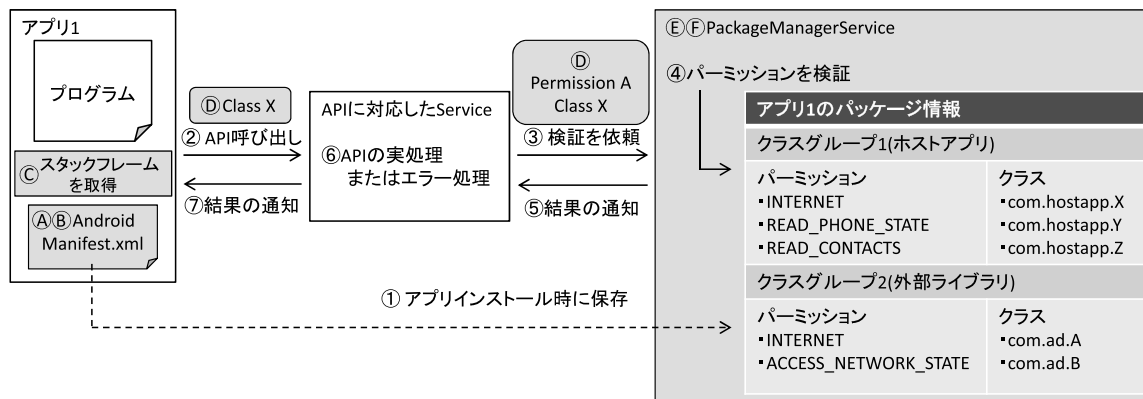 アプリ1
プログラム
Ⓒスタックフレーム
を取得
ⒶⒷAndroid
Manifest.xml
ⒹClass X
② API呼び出し
⑦結果の通知
APIに対応したService
⑥APIの実処理
またはエラー処理
Ⓓ
Permission A
Class X
③ 検証を依頼
⑤結果の通知
① アプリインストール時に保存
ⒺⒻPackageManagerService
④パーミッションを検証
アプリ1のパッケージ情報
クラスグループ1(ホストアプリ)
パーミッション
・INTERNET
・READ_PHONE_STATE
・READ_CONTACTS
クラス
・com.hostapp.X
・com.hostapp.Y
・com.hostapp.Z
クラスグループ2(外部ライブラリ)
パーミッション
・INTERNET
・ACCESS_NETWORK_STATE
クラス
・com.ad.A
・com.ad.B